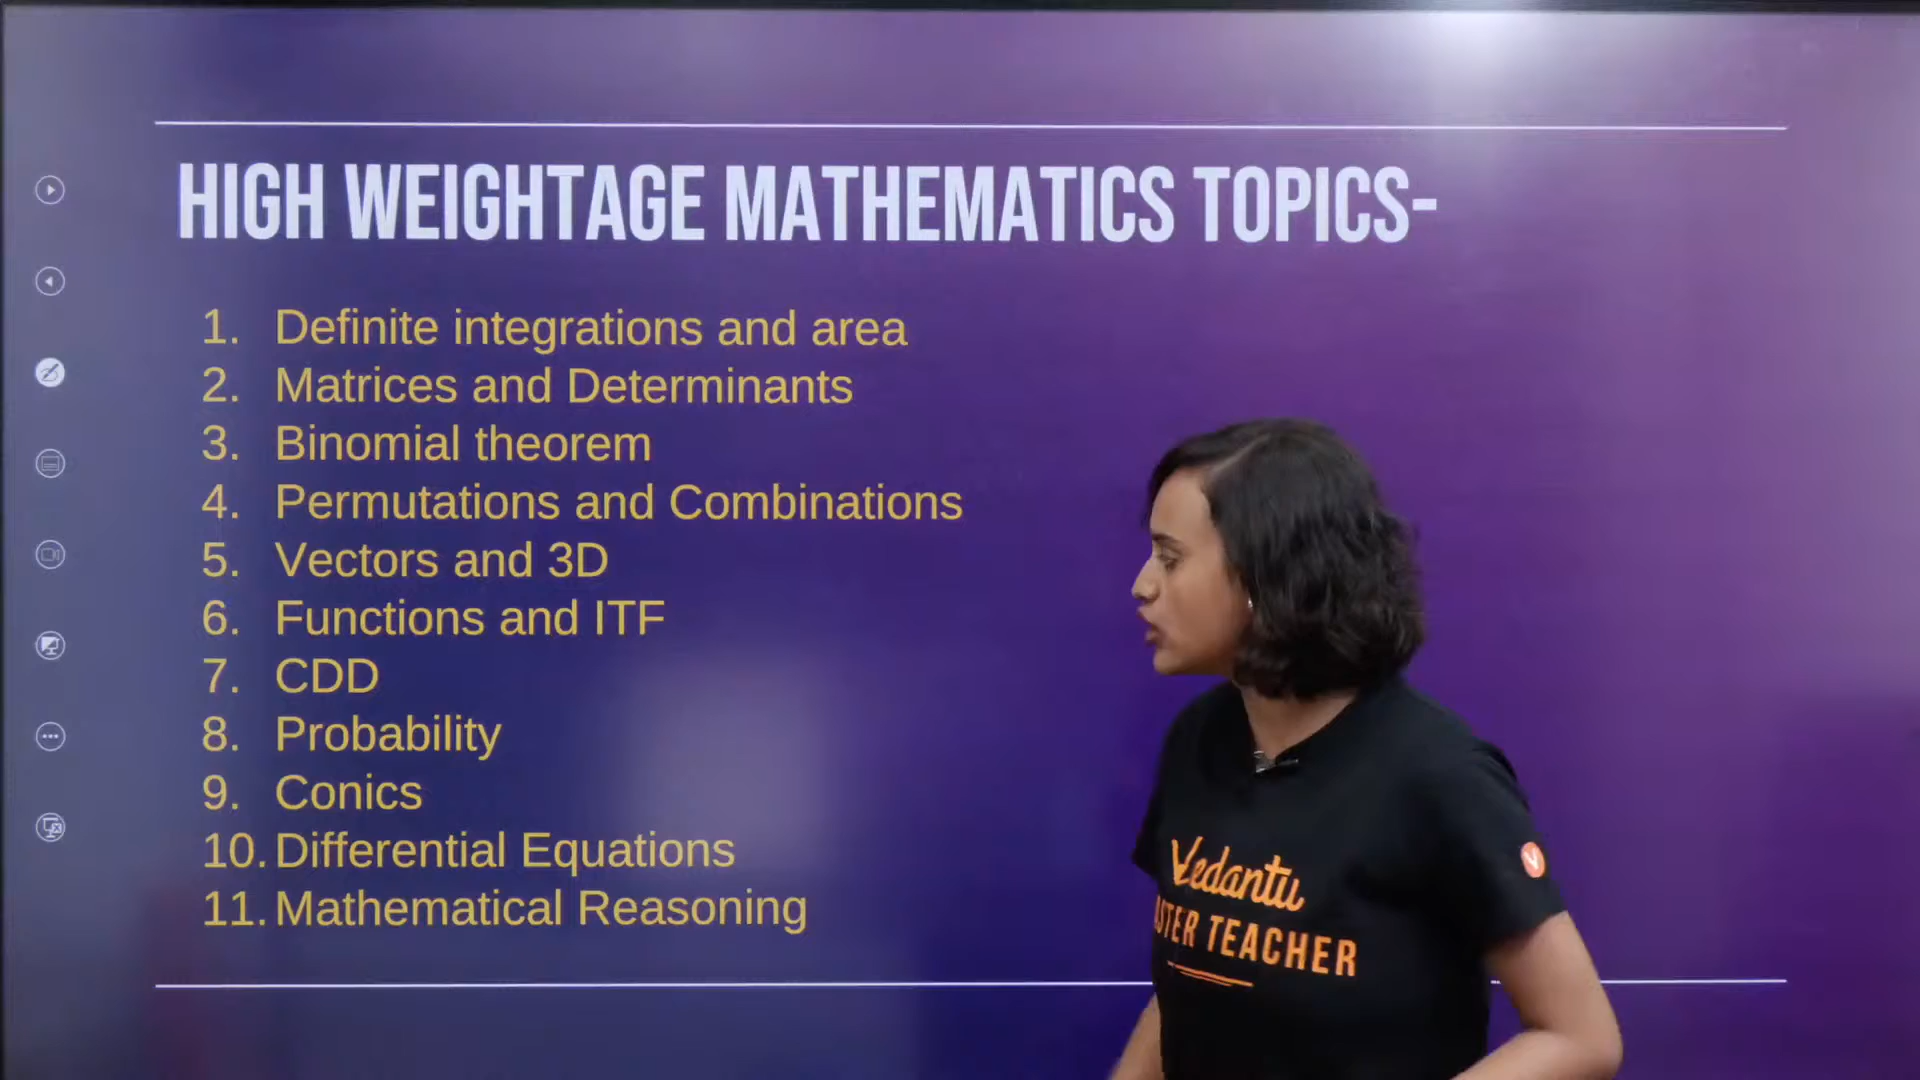 HIGH WEIGHTAGE MATHEMATICS TOPICS-
1. Definite integrations and area
2. Matrices and Determinants
3. Binomial theorem
4. Permutations and Combinations
5. Vectors and 3D
6. Functions and ITF
7. CDD
8. Probability
9. Conics
10. Differential Equations
11. Mathematical Reasoning
Vedantu
TEACHER